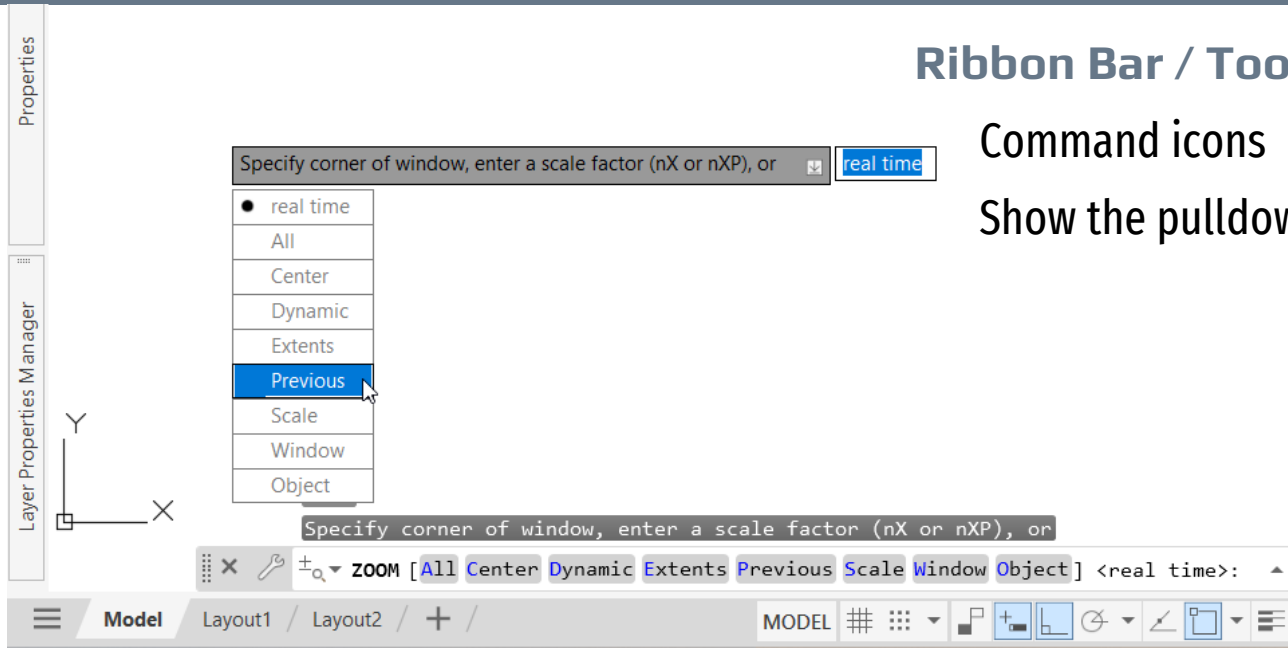 Properties
Ribbon Bar / Too
Command icons
Specify corner of window, enter a scale factor (nX or nXP), or real time
Show the pulldow
real time
All
Center
Dynamic
Extents
Previous
Scale
Window
Object
Layer Properties Manager
Y
X
Specify corner of window, enter a scale factor (nX or nXP), or
ZOOM [All Center Dynamic Extents Previous Scale Window Object] <real time>:
Model Layout1 / Layout2 / + / MODEL